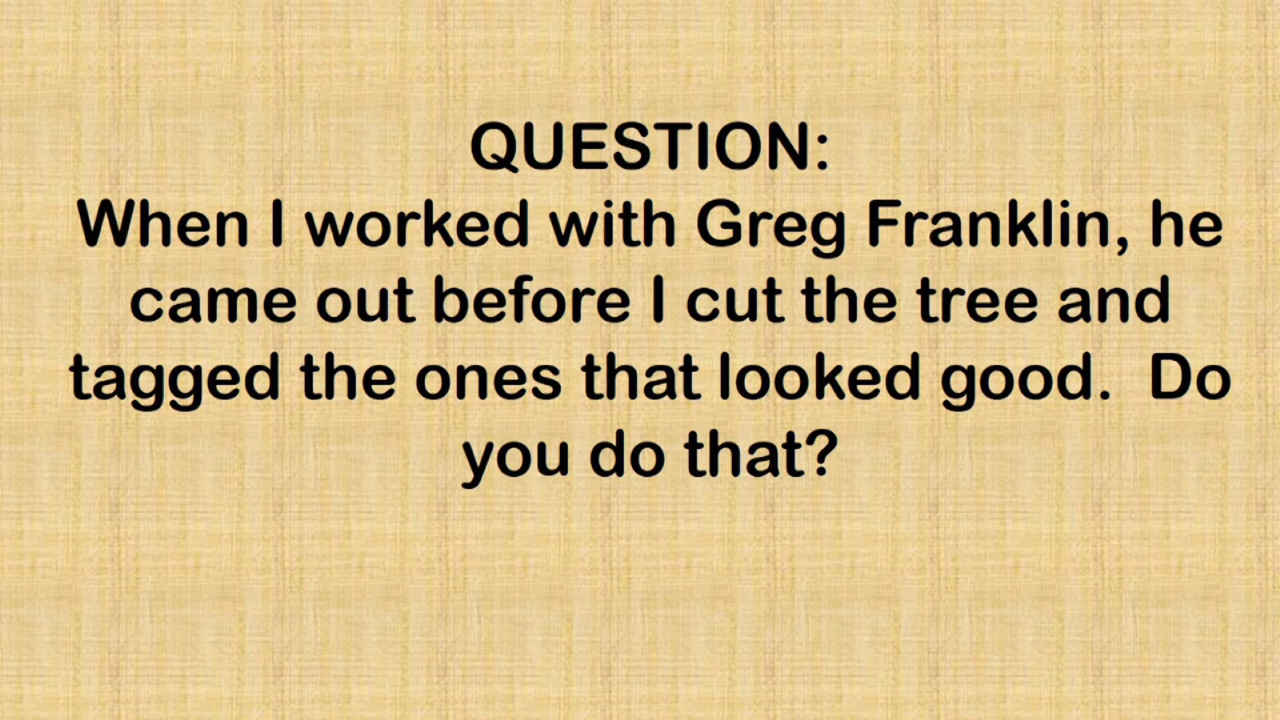 QUESTION:
When I worked with Greg Franklin, he
came out before I cut the tree and
tagged the ones that looked good.  Do
you do that?